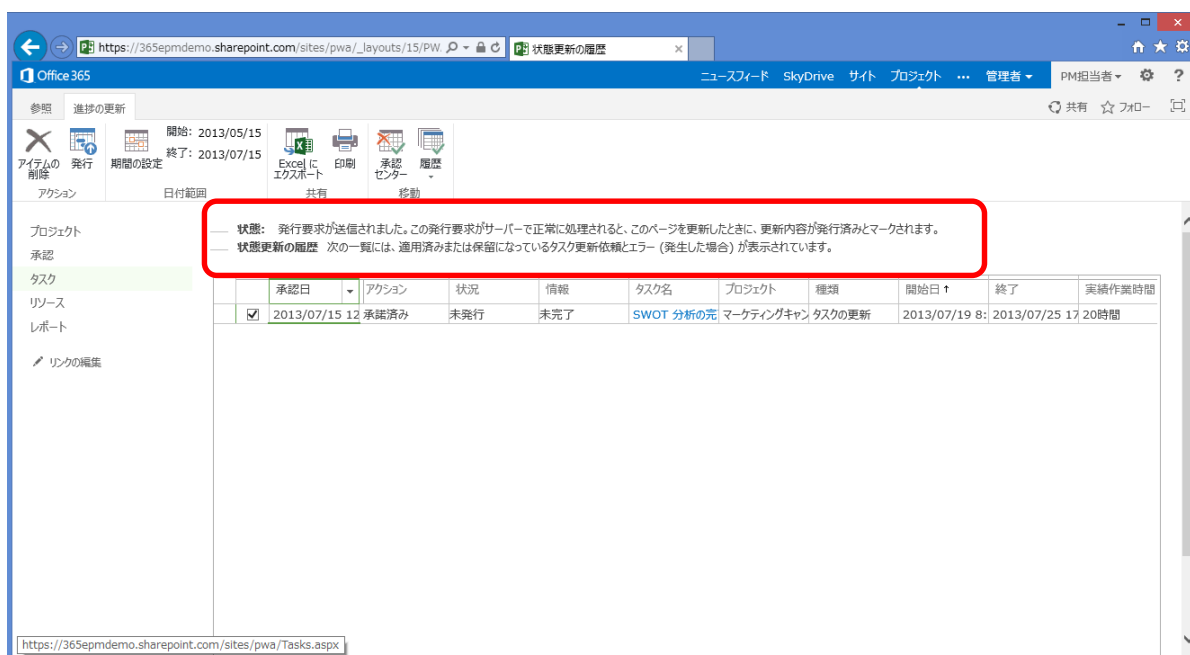 https://365epmdemo.sharepoint.com/sites/pwa/_layouts/15/PW. 状態更新の履歴
Office 365 ニュースフィード SkyDrive サイト プロジェクト ... 管理者 PM担当者 ?
参照 進捗の更新 共有 フォロー
アイテムの削除 発行 期間の設定 開始: 2013/05/15 Excel にエクスポート 印刷 承認センター 履歴
終了: 2013/07/15
アクション 日付範囲 共有 移動
プロジェクト
承認
タスク
リソース
レポート
リンクの編集
状態: 発行要求が送信されました。この発行要求がサーバーで正常に処理されると、このページを更新したときに、更新内容が発行済みとマークされます。
状態更新の履歴 次の一覧には、適用済みまたは保留になっているタスク更新依頼とエラー (発生した場合) が表示されています。
承認日 アクション 状況 情報 タスク名 プロジェクト 種類 開始日 終了 実績作業時間
2013/07/15 12 承諾済み 未発行 未完了 SWOT 分析の完 マーケティングキャン タスクの更新 2013/07/19 8: 2013/07/25 17 20時間
https://365epmdemo.sharepoint.com/sites/pwa/Tasks.aspx